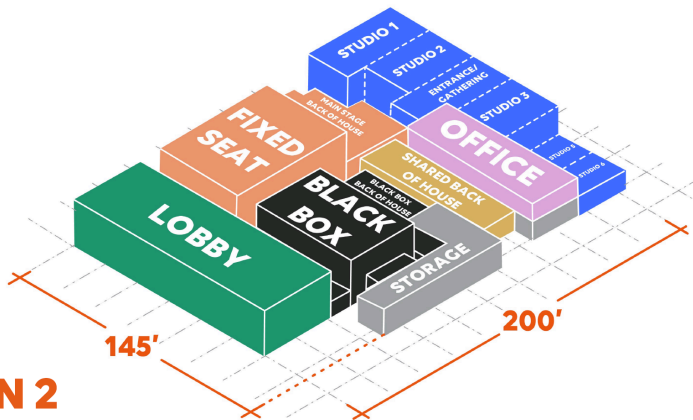 STUDIO 1
STUDIO 2
ENTRANCE/
GATHERING
STUDIO 3
STUDIO 5
STUDIO 6
MAIN STAGE
BACK OF HOUSE
FIXED
SEAT
OFFICE
SHARED BACK
OF HOUSE
BLACK BOX
BACK OF HOUSE
BLACK
BOX
LOBBY
STORAGE
145'
200'
N 2